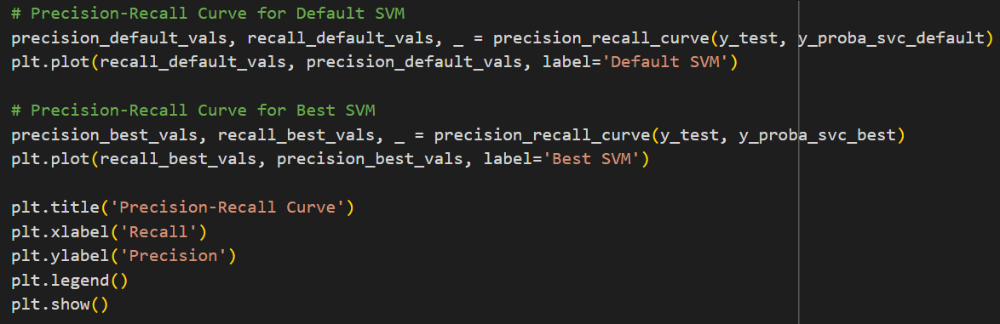 # Precision-Recall Curve for Default SVM
precision_default_vals, recall_default_vals, _ = precision_recall_curve(y_test, y_proba_svc_default)
plt.plot(recall_default_vals, precision_default_vals, label='Default SVM')
# Precision-Recall Curve for Best SVM
precision_best_vals, recall_best_vals, _ = precision_recall_curve(y_test, y_proba_svc_best)
plt.plot(recall_best_vals, precision_best_vals, label='Best SVM')
plt.title('Precision-Recall Curve')
plt.xlabel('Recall')
plt.ylabel('Precision')
plt.legend()
plt.show()